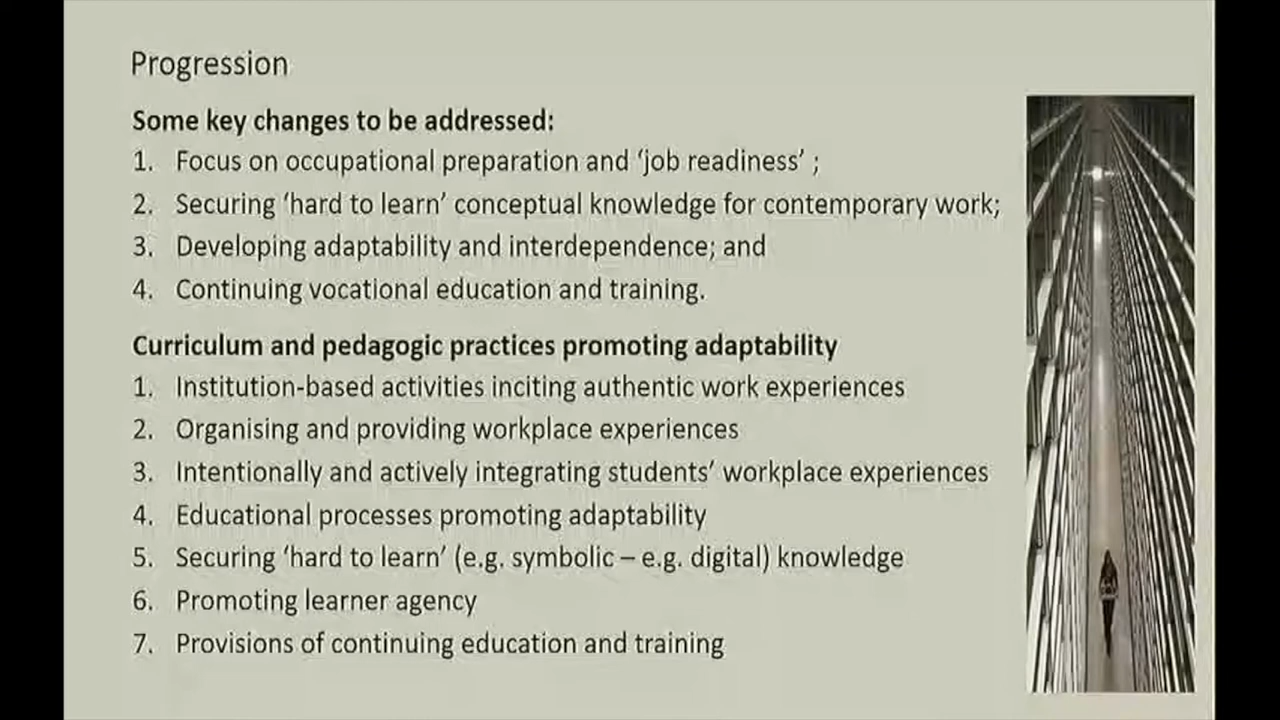 Progression
Some key changes to be addressed:
1. Focus on occupational preparation and ‘job readiness’ ;
2. Securing ‘hard to learn’ conceptual knowledge for contemporary work;
3. Developing adaptability and interdependence; and
4. Continuing vocational education and training.
Curriculum and pedagogic practices promoting adaptability
1. Institution-based activities inciting authentic work experiences
2. Organising and providing workplace experiences
3. Intentionally and actively integrating students’ workplace experiences
4. Educational processes promoting adaptability
5. Securing ‘hard to learn’ (e.g. symbolic – e.g. digital) knowledge
6. Promoting learner agency
7. Provisions of continuing education and training